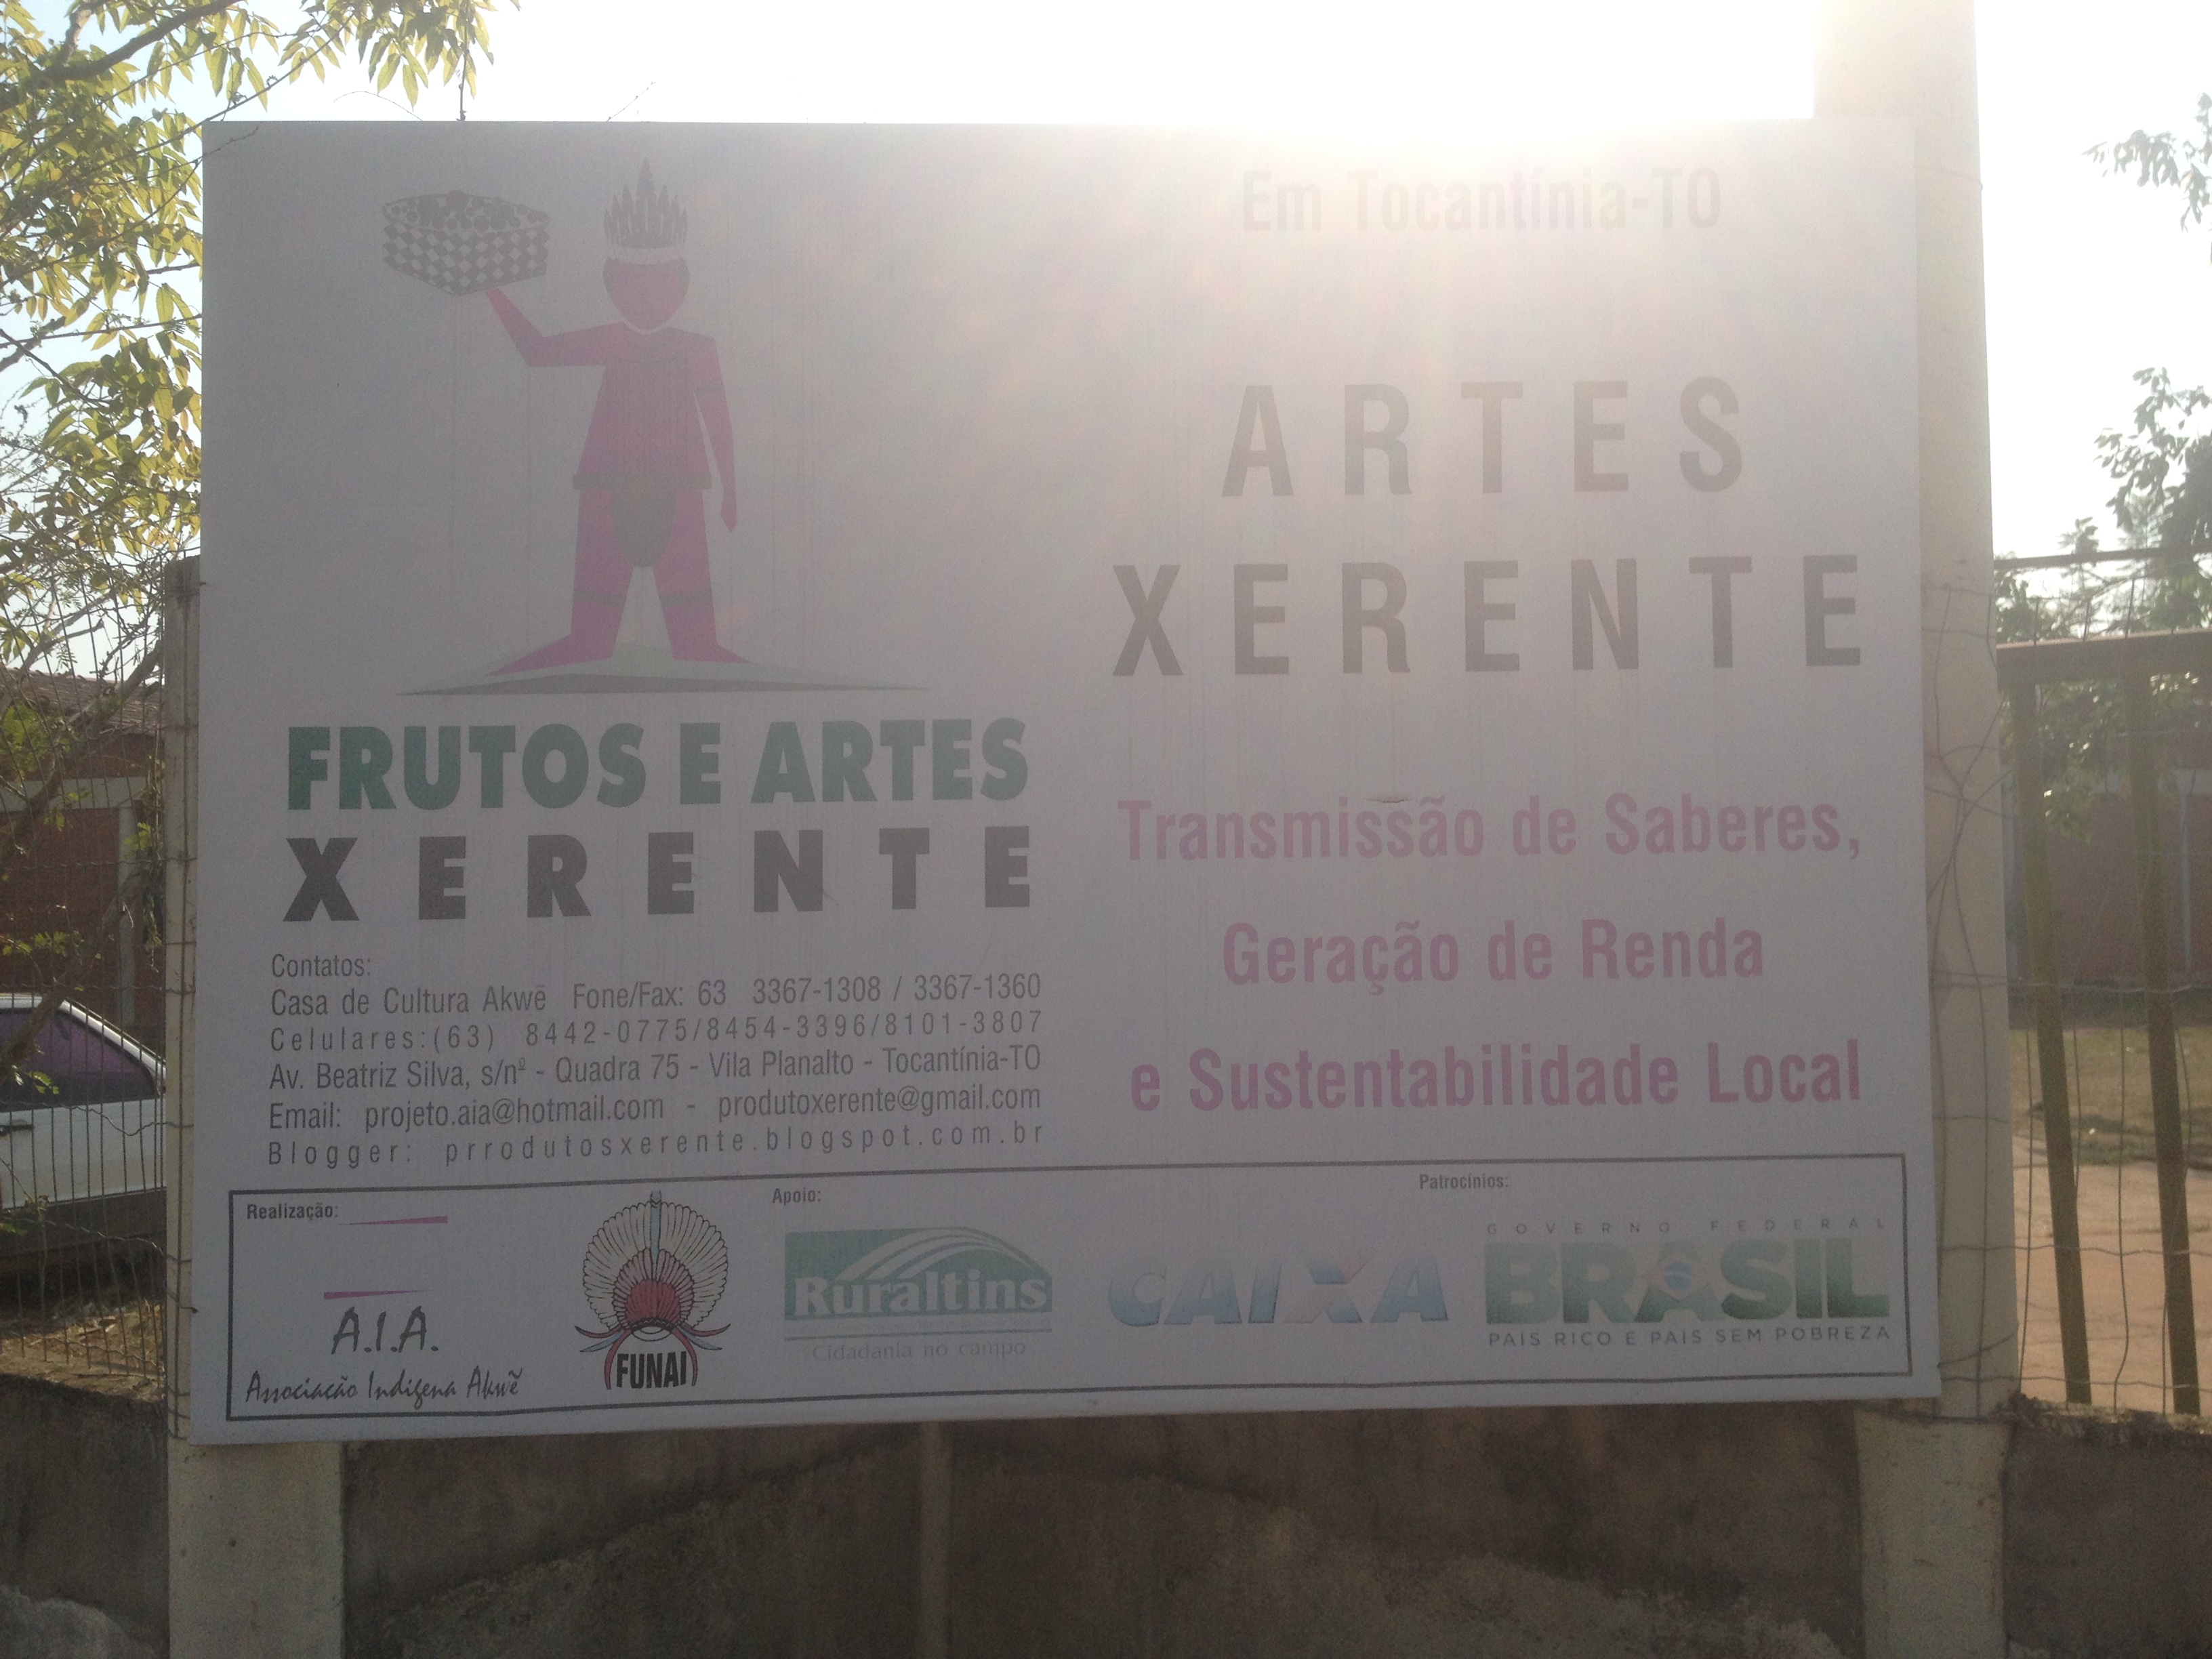 FRUTOS E ARTES
XERENTE
Contatos:
Casa de Cultura Akwẽ Fone/Fax: 63 3367-1308 / 3367-1360
Celulares:(63) 8442-0775/8454-3396/8101-3807
Av. Beatriz Silva, s/nº - Quadra 75 - Vila Planalto - Tocantínia-TO
Email: projeto.aia@hotmail.com - produtoxerente@gmail.com
Blogger: prrodutosxerente.blogspot.com.br
Em Tocantínia-TO
ARTES
XERENTE
Transmissão de Saberes,
Geração de Renda
e Sustentabilidade Local
Realização:
A.I.A.
Associacão Indígena Akwẽ
FUNAI
Apoio:
Ruraltins
Cidadania no campo
Patrocínios:
CAIXA
GOVERNO FEDERAL
BRASIL
PAÍS RICO É PAÍS SEM POBREZA